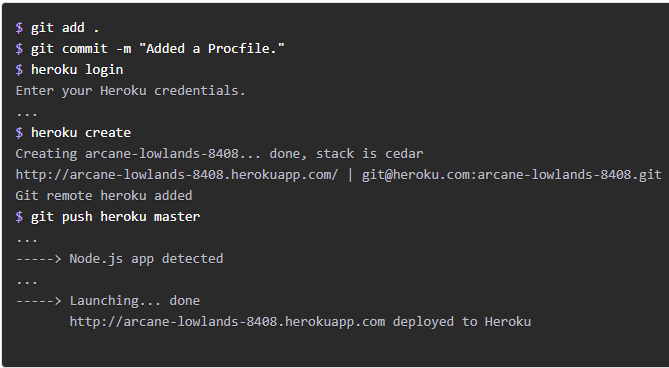 $ git add .
$ git commit -m "Added a Procfile."
$ heroku login
Enter your Heroku credentials.
...
$ heroku create
Creating arcane-lowlands-8408... done, stack is cedar
http://arcane-lowlands-8408.herokuapp.com/ | git@heroku.com:arcane-lowlands-8408.git
Git remote heroku added
$ git push heroku master
...
-----> Node.js app detected
...
-----> Launching... done
http://arcane-lowlands-8408.herokuapp.com deployed to Heroku